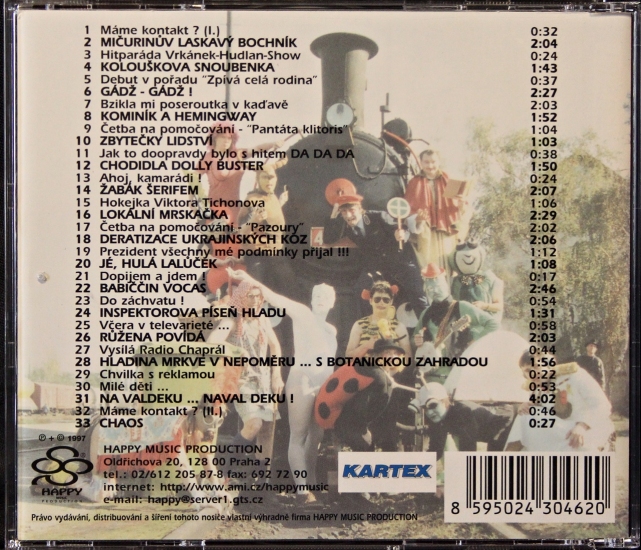 1 Máme kontakt ? (I.) 0:32
2 MIČURINŮV LASKAVÝ BOCHNÍK 2:04
3 Hitparáda Vrkánek-Hudlan-Show 0:24
4 KOLOUŠKOVA SNOUBENKA 1:43
5 Debut v pořadu "Zpívá celá rodina" 0:37
6 GÁDŽ - GÁDŽ ! 2:27
7 Bzikla mi poseroutka v kaďavě 2:03
8 KOMINÍK A HEMINGWAY 1:52
9 Četba na pomočování - "Pantáta klitoris" 1:04
10 ZBYTEČKY LIDSTVÍ 1:03
11 Jak to doopravdy bylo s hitem DA DA DA 0:38
12 CHODIDLA DOLLY BUSTER 1:50
13 Ahoj, kamarádi ! 0:24
14 ŽABÁK ŠERIFEM 2:07
15 Hokejka Viktora Tichonova 1:06
16 LOKÁLNÍ MRSKAČKA 2:29
17 Četba na pomočování - "Pazoury" 2:02
18 DERATIZACE UKRAJINSKÝCH KÓZ 2:06
19 Prezident všechny mé podmínky přijal !!! 1:12
20 JÉ, HULÁ LALŮČEK 1:08
21 Dopijem a jdem ! 0:17
22 BABIČČIN VOCAS 2:46
23 Do záchvatu ! 0:54
24 INSPEKTOROVA PÍSEŇ HLADU 1:31
25 Včera v televarieté ... 0:58
26 RŮŽENA POVÍDÁ 2:03
27 Vysílá Radio Chaprál 0:44
28 HLADINA MRKVE V NEPOMĚRU ... S BOTANICKOU ZAHRADOU 1:56
29 Chvilka s reklamou 0:22
30 Milé děti ... 0:53
31 NA VALDEKU ... NAVAL DEKU ! 4:02
32 Máme kontakt ? (II.) 0:46
33 CHAOS 0:27
4
℗ + © 1997
HAPPY MUSIC PRODUCTION
Oldřichova 20, 128 00 Praha 2
tel.: 02/612 205 87-8 fax: 692 72 90
internet: http://www.ami.cz/happymusic
e-mail: happy@server1.gts.cz
HAPPY
PRODUCTION
KARTEX
8 595024 304620
Právo vydávání, distribuování a šíření tohoto nosiče vlastní výhradně firma HAPPY MUSIC PRODUCTION